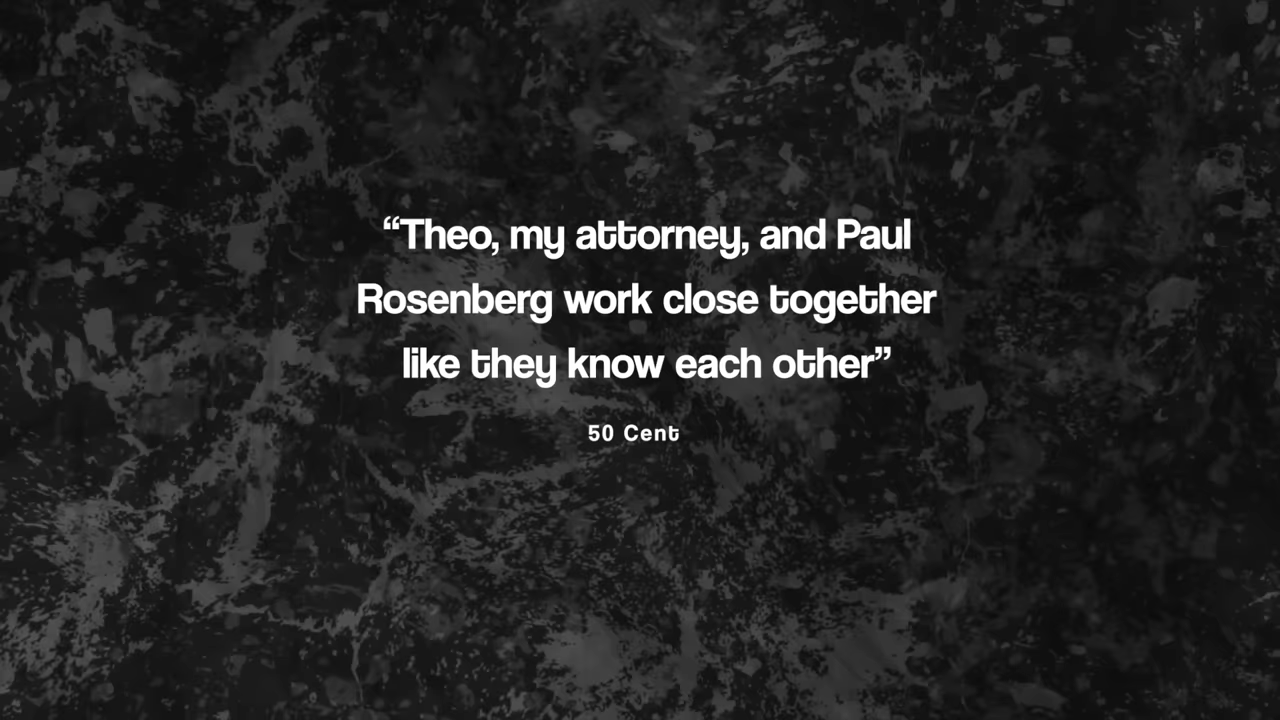 “Theo, my attorney, and Paul
Rosenberg work close together
like they know each other”
50 Cent